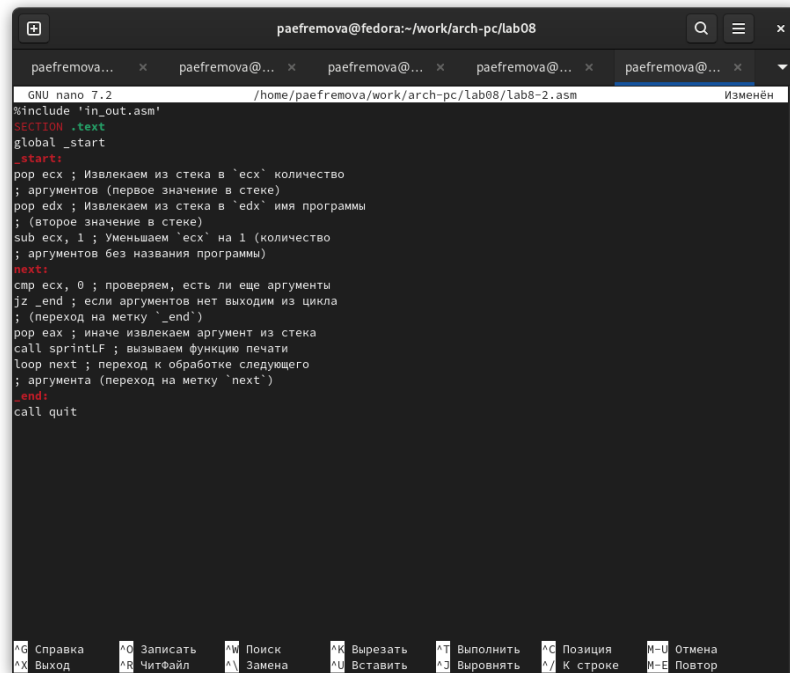 paefremova@fedora:~/work/arch-pc/lab08
paefremova... paefremova@... paefremova@... paefremova@... paefremova@...
GNU nano 7.2 /home/paefremova/work/arch-pc/lab08/lab8-2.asm Изменён
%include 'in_out.asm'
SECTION .text
global _start
_start:
pop ecx ; Извлекаем из стека в `ecx` количество
; аргументов (первое значение в стеке)
pop edx ; Извлекаем из стека в `edx` имя программы
; (второе значение в стеке)
sub ecx, 1 ; Уменьшаем `ecx` на 1 (количество
; аргументов без названия программы)
next:
cmp ecx, 0 ; проверяем, есть ли еще аргументы
jz _end ; если аргументов нет выходим из цикла
; (переход на метку `_end`)
pop eax ; иначе извлекаем аргумент из стека
call sprintLF ; вызываем функцию печати
loop next ; переход к обработке следующего
; аргумента (переход на метку `next`)
_end:
call quit
^G Справка ^O Записать ^W Поиск ^K Вырезать ^T Выполнить ^C Позиция M-U Отмена
^X Выход ^R ЧитФайл ^\ Замена ^U Вставить ^J Выровнять ^/ К строке M-E Повтор